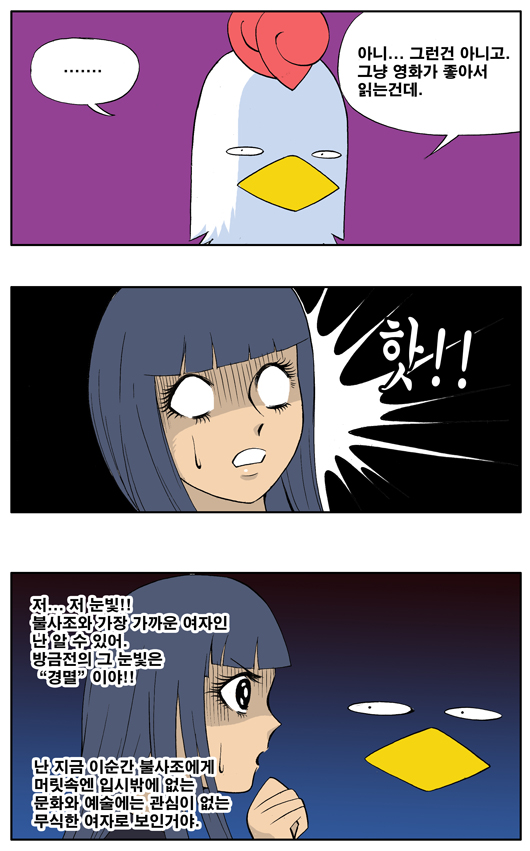 .......
아니... 그런건 아니고.
그냥 영화가 좋아서
읽는건데.
핫!!
저... 저 눈빛!!
불사조와 가장 가까운 여자인
난 알 수 있어.
방금전의 그 눈빛은
"경멸" 이야!!
난 지금 이순간 불사조에게
머릿속엔 입시밖에 없는
문화와 예술에는 관심이 없는
무식한 여자로 보인거야.